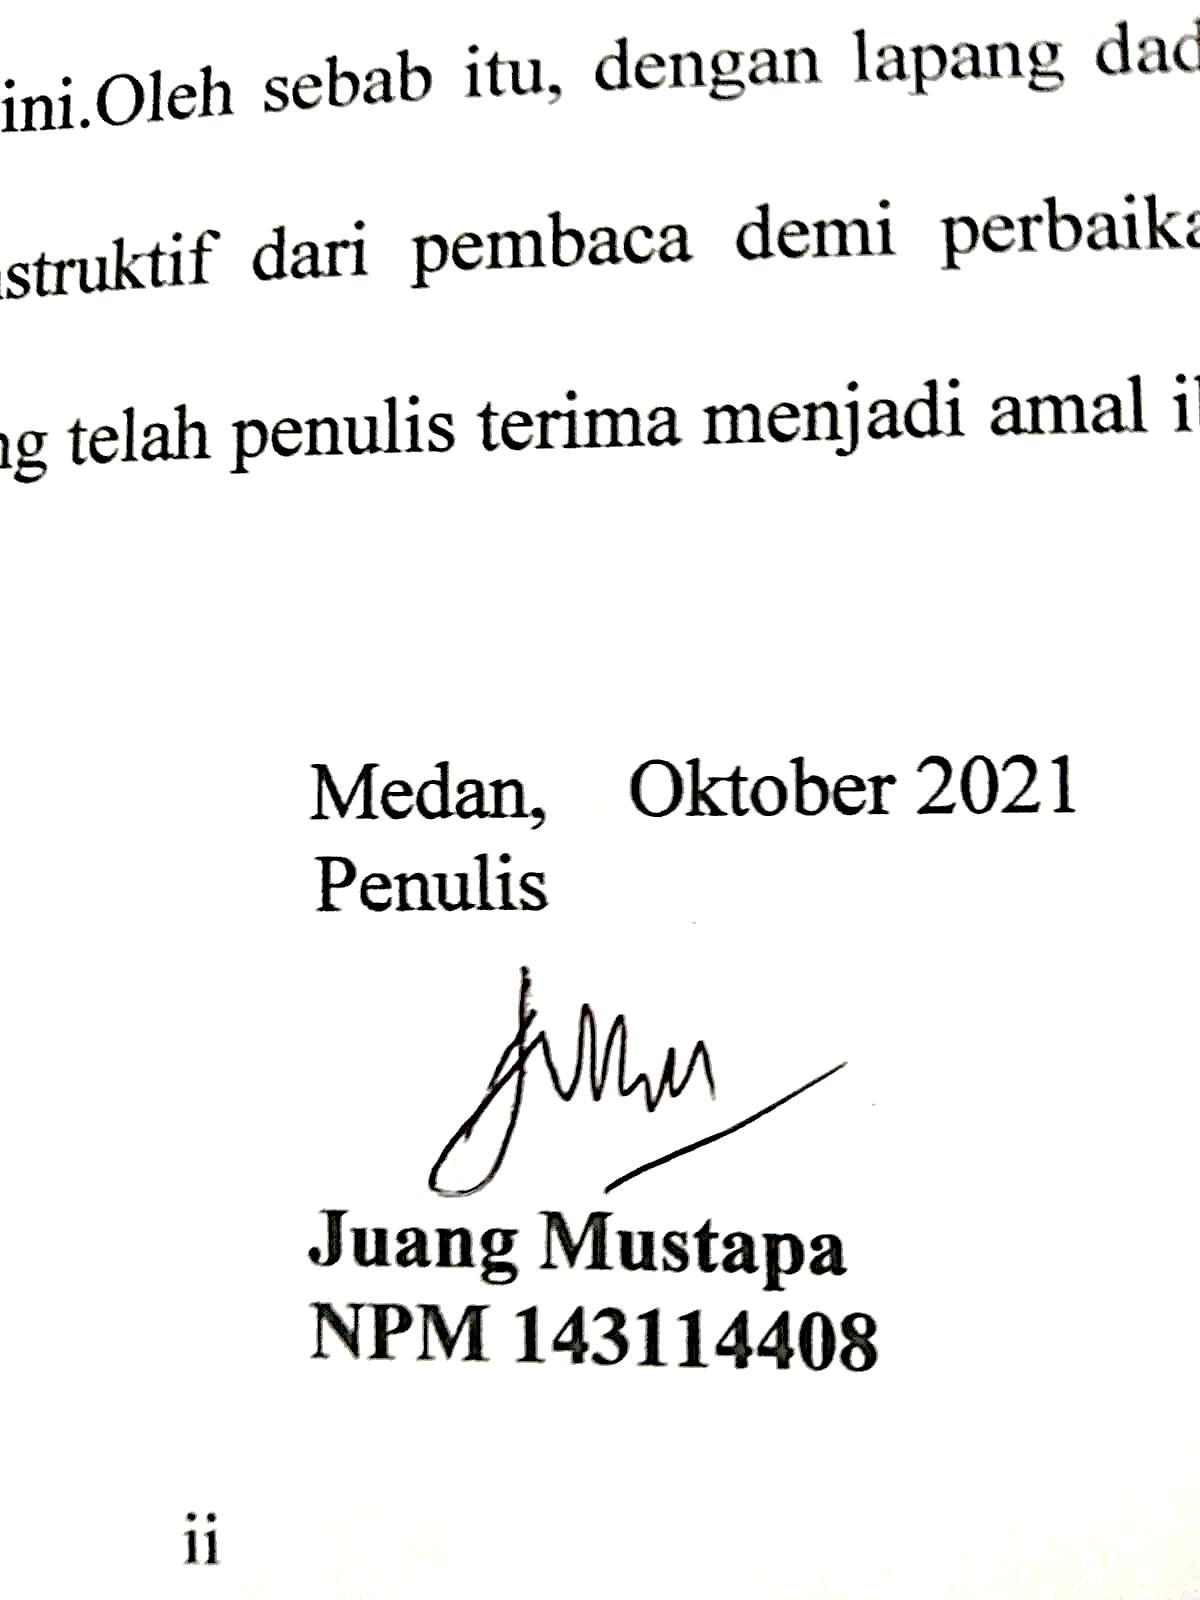 ini.Oleh sebab itu, dengan lapang
dari pembaca demi
telah penulis terima menjadi amal
Medan, Oktober 2021
Penulis
Juang Mustapa
NPM 143114408
ii